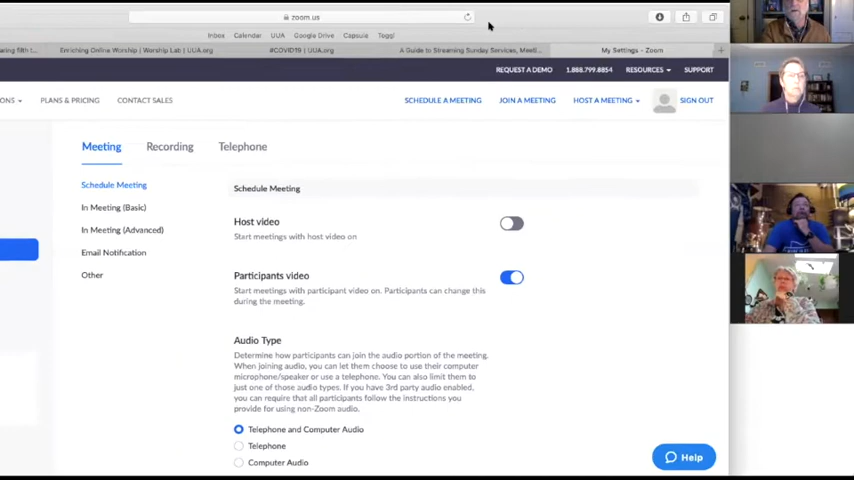 zoom.us
Inbox Calendar UUA Google Drive Capsula Toggl
Enriching Online Worship | Worship Lab | UUA.org #COVID19 | UUA.org A Guide to Streaming Sunday Services, Meeti... My Settings - Zoom
REQUEST A DEMO 1.888.799.8854 RESOURCES SUPPORT
ONS PLANS & PRICING CONTACT SALES SCHEDULE A MEETING JOIN A MEETING HOST A MEETING SIGN OUT
Meeting Recording Telephone
Schedule Meeting
Schedule Meeting
In Meeting (Basic)
In Meeting (Advanced)
Email Notification
Other
Host video
Start meetings with host video on
Participants video
Start meetings with participant video on. Participants can change this
during the meeting.
Audio Type
Determine how participants can join the audio portion of the meeting.
When joining audio, you can let them choose to use their computer
microphone/speaker or use a telephone. You can also limit them to
just one of those audio types. If you have 3rd party audio enabled,
you can require that all participants follow the instructions you
provide for using non-Zoom audio.
Telephone and Computer Audio
Telephone
Computer Audio
Help